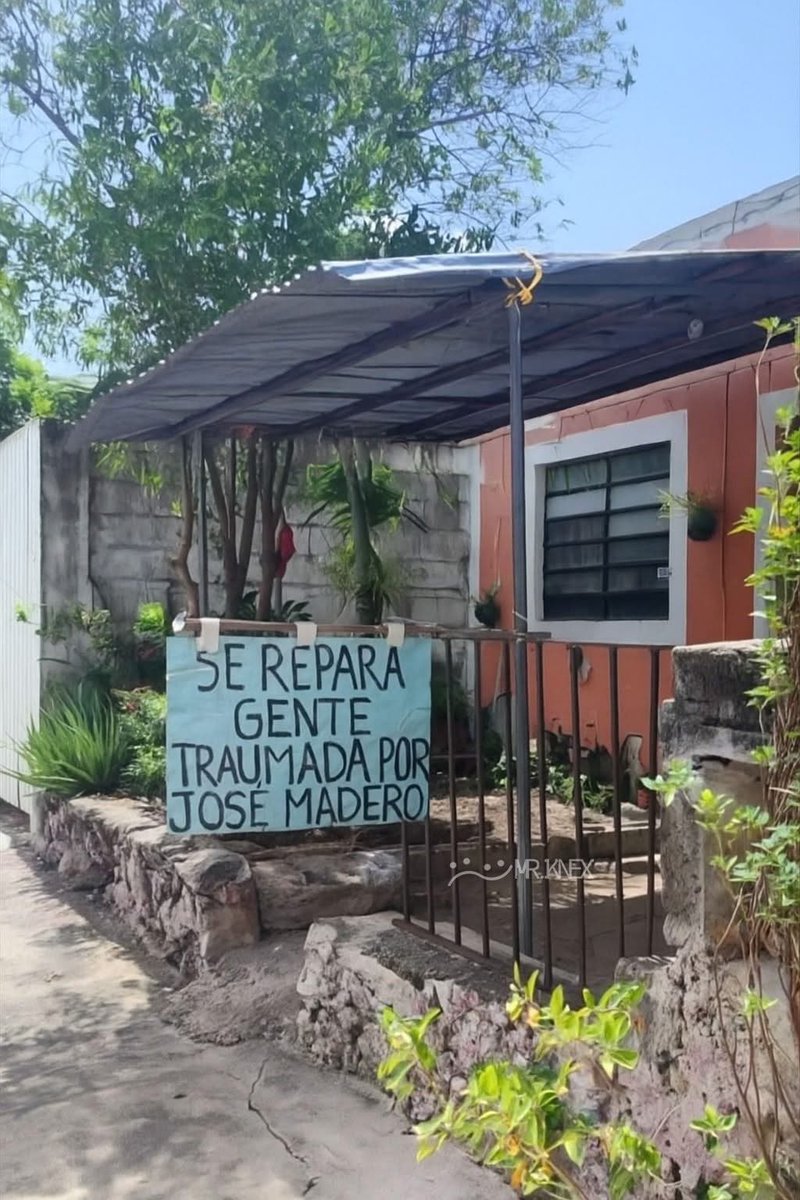 SE REPARA
GENTE
TRAUMADA POR
JOSÉ MADERO
MR.KNEX